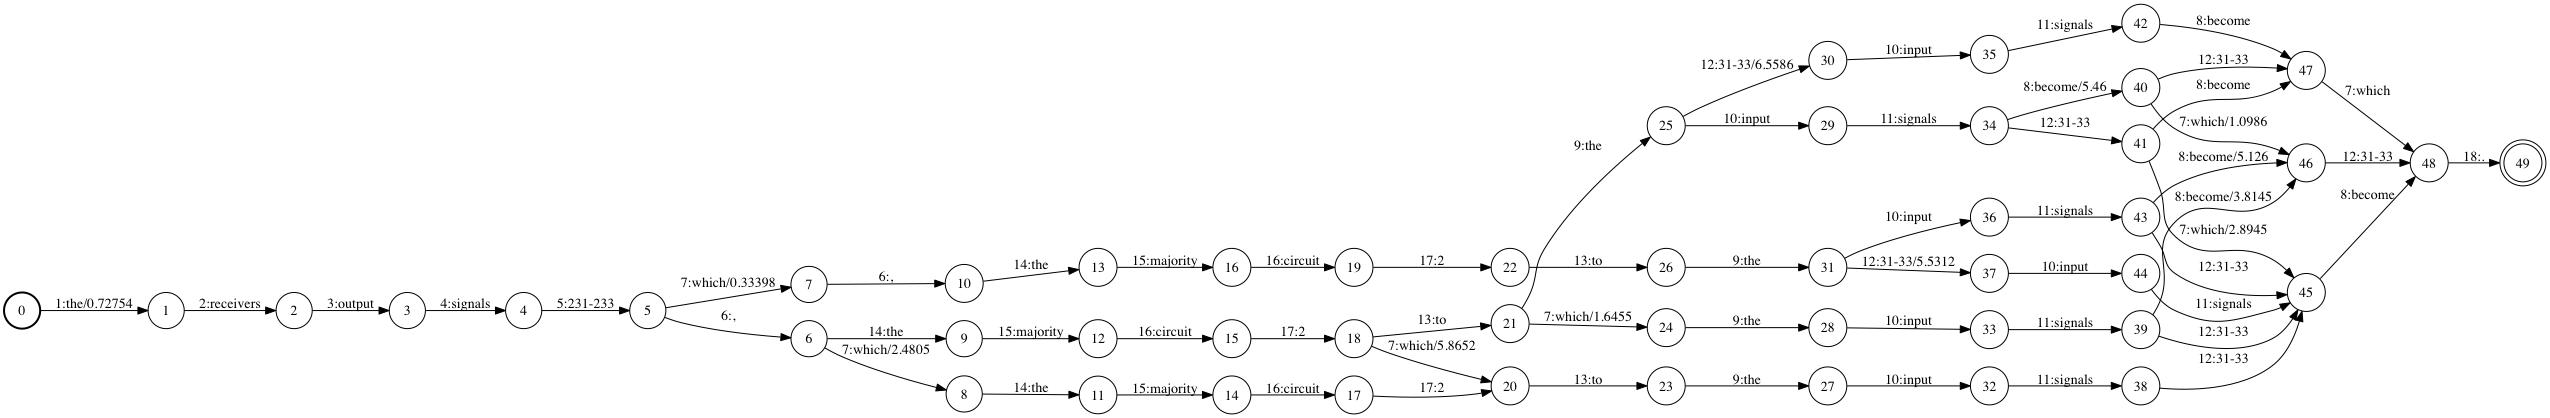 0
1:the/0.72754
1
2:receivers
2
3:output
3
4:signals
4
5:231-233
5
7:which/0.33398
7
6:,
10
14:the
13
15:majority
16
16:circuit
19
17:2
22
13:to
26
9:the
31
10:input
36
11:signals
43
12:31-33/5.5312
37
10:input
44
11:signals
6:,
6
14:the
9
15:majority
12
16:circuit
15
17:2
18
13:to
21
7:which/1.6455
24
9:the
28
10:input
33
11:signals
39
7:which/2.4805
8
14:the
11
15:majority
14
16:circuit
17
17:2
7:which/5.8652
20
13:to
23
9:the
27
10:input
32
11:signals
38
12:31-33
9:the
25
12:31-33/6.5586
30
10:input
35
11:signals
42
8:become
10:input
29
11:signals
34
8:become/5.46
40
12:31-33
47
12:31-33
41
8:become
7:which/1.0986
8:become/5.126
46
8:become/3.8145
7:which/2.8945
12:31-33
45
12:31-33
7:which
12:31-33
8:become
48
18:.
49